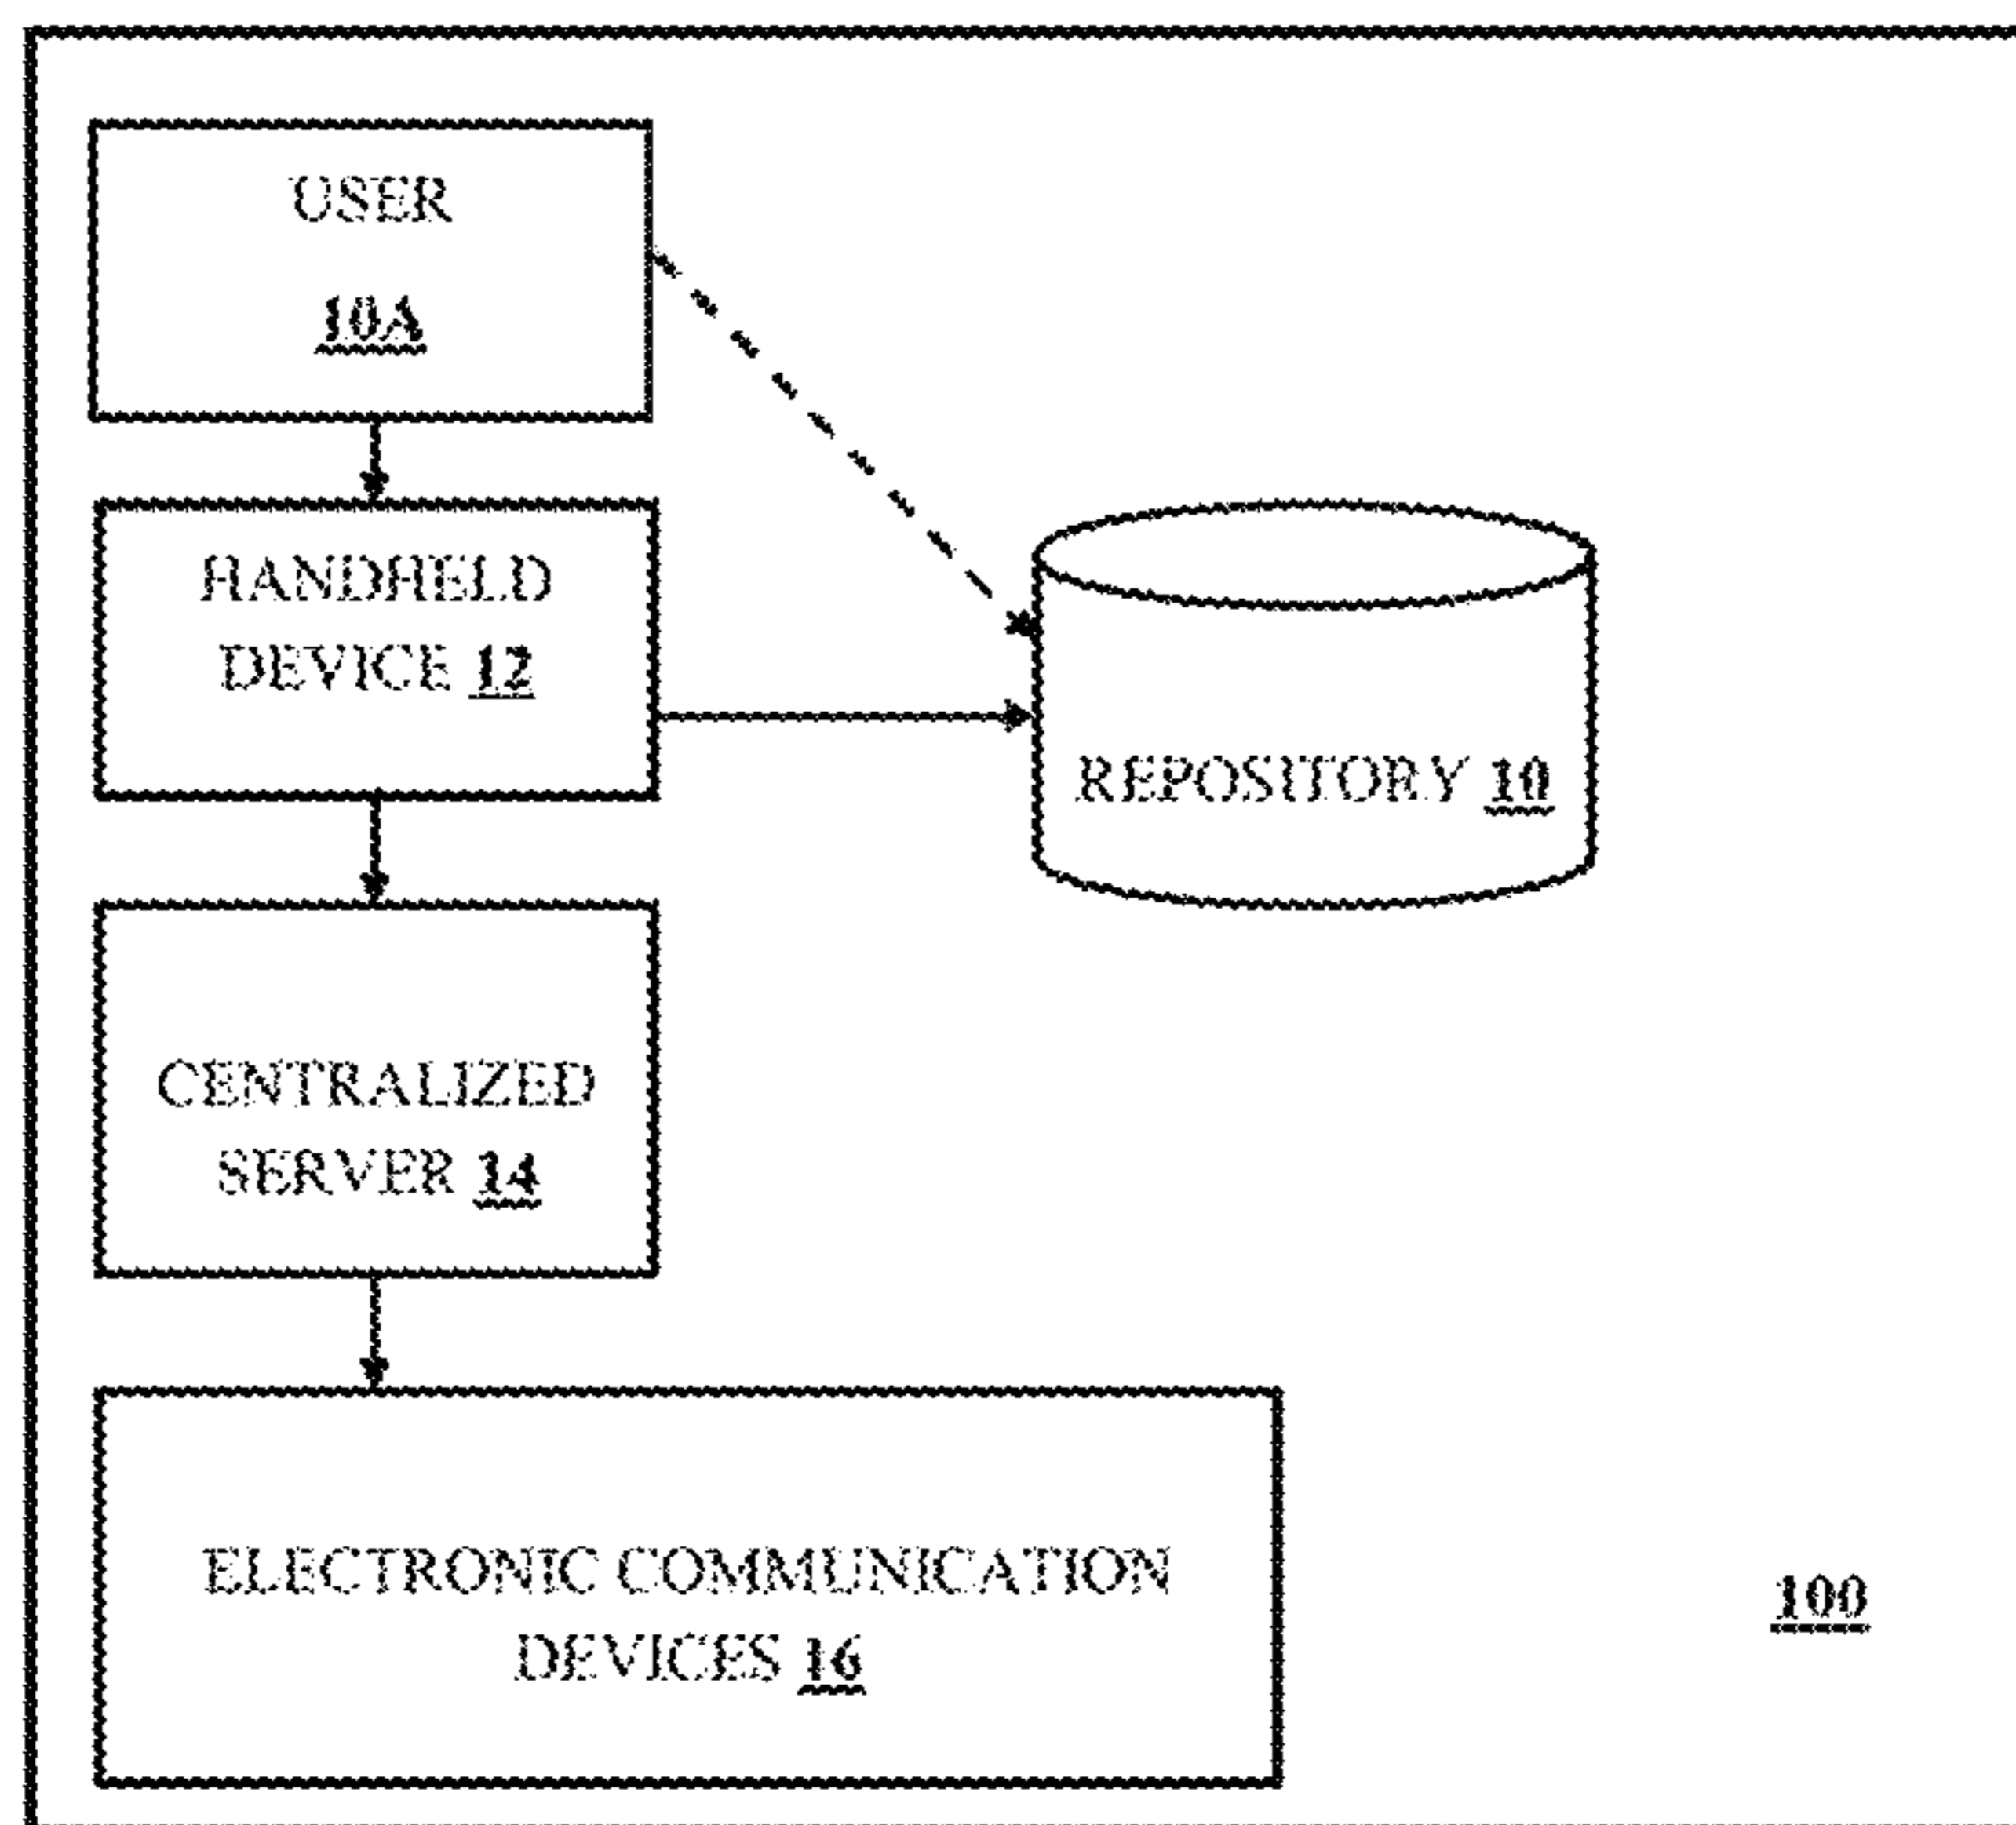 USER
10A
HANDHELD
DEVICE 12
REPOSITORY 10
CENTRALIZED
SERVER 14
ELECTRONIC COMMUNICATION
DEVICES 16
100